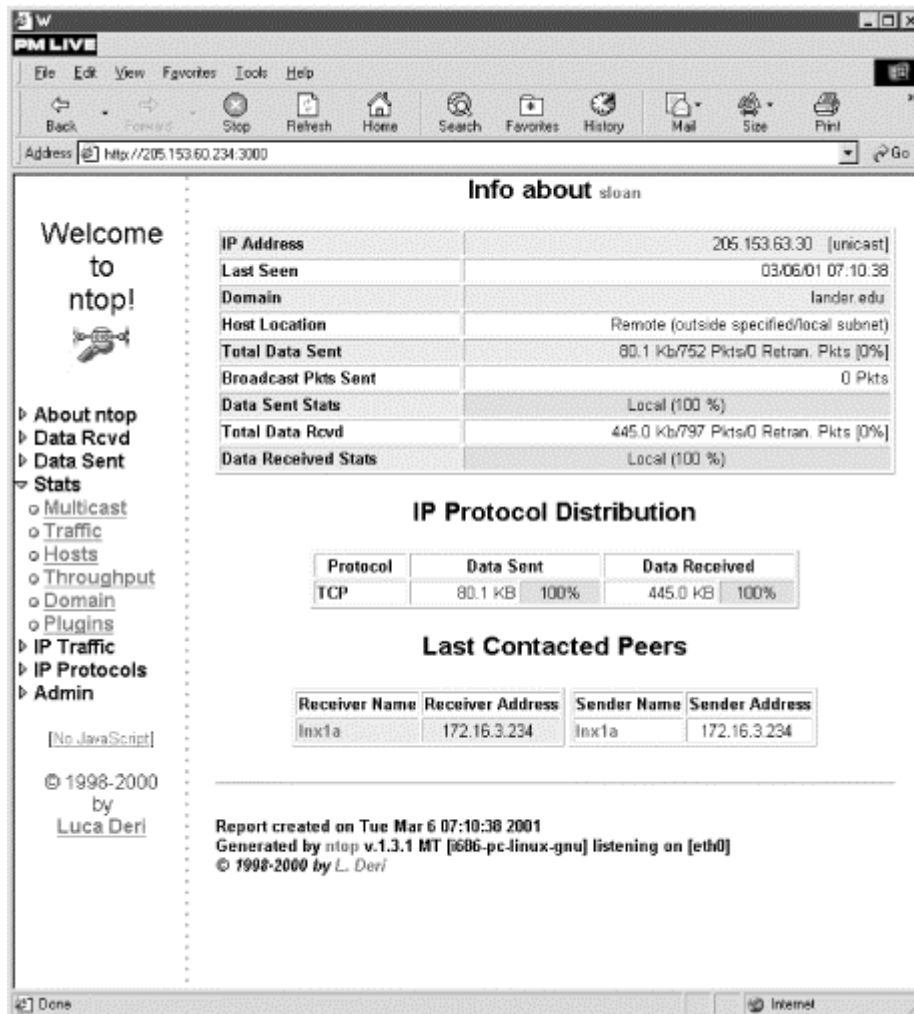 W
PM LIVE
File Edit View Favorites Tools Help
Back Forward Stop Refresh Home Search Favorites History Mail Size Print
Address http://205.153.60.234:3000 Go
Welcome
to
ntop!
About ntop
Data Rcvd
Data Sent
Stats
Multicast
Traffic
Hosts
Throughput
Domain
Plugins
IP Traffic
IP Protocols
Admin
[No JavaScript]
© 1998-2000
by
Luca Deri
Info about sloan
IP Address 205.153.63.30 [unicast]
Last Seen 03/06/01 07:10:38
Domain lander.edu
Host Location Remote (outside specified/local subnet)
Total Data Sent 80.1 Kb/752 Pkts/0 Retran. Pkts [0%]
Broadcast Pkts Sent 0 Pkts
Data Sent Stats Local (100 %)
Total Data Rcvd 445.0 Kb/797 Pkts/0 Retran. Pkts [0%]
Data Received Stats Local (100 %)
IP Protocol Distribution
Protocol Data Sent Data Received
TCP 80.1 KB 100% 445.0 KB 100%
Last Contacted Peers
Receiver Name Receiver Address Sender Name Sender Address
lnx1a 172.16.3.234 lnx1a 172.16.3.234
Report created on Tue Mar 6 07:10:38 2001
Generated by ntop v.1.3.1 MT [i686-pc-linux-gnu] listening on [eth0]
© 1998-2000 by L. Deri
Done Internet